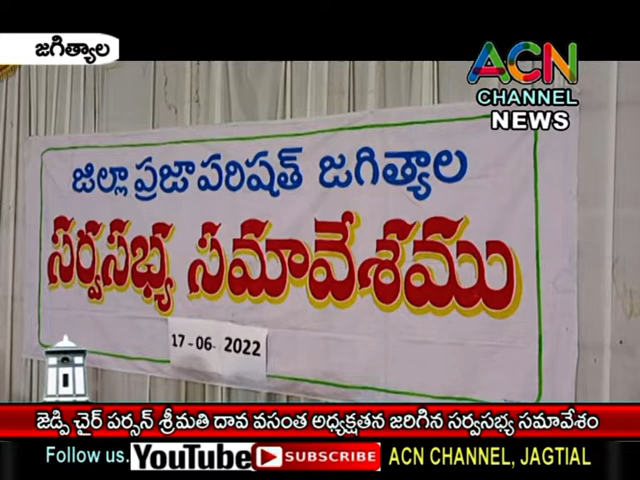 జగిత్యాల
ACN
CHANNEL
NEWS
జిల్లా ప్రజా పరిషత్ జగిత్యాల
సర్వసభ్య సమావేశము
17-06-2022
జెడ్పి చైర్ పర్సన్ శ్రీమతి దావ వసంత అధ్యక్షతన జరిగిన సర్వసభ్య సమావేశం
Follow us. YouTube SUBSCRIBE ACN CHANNEL, JAGTIAL